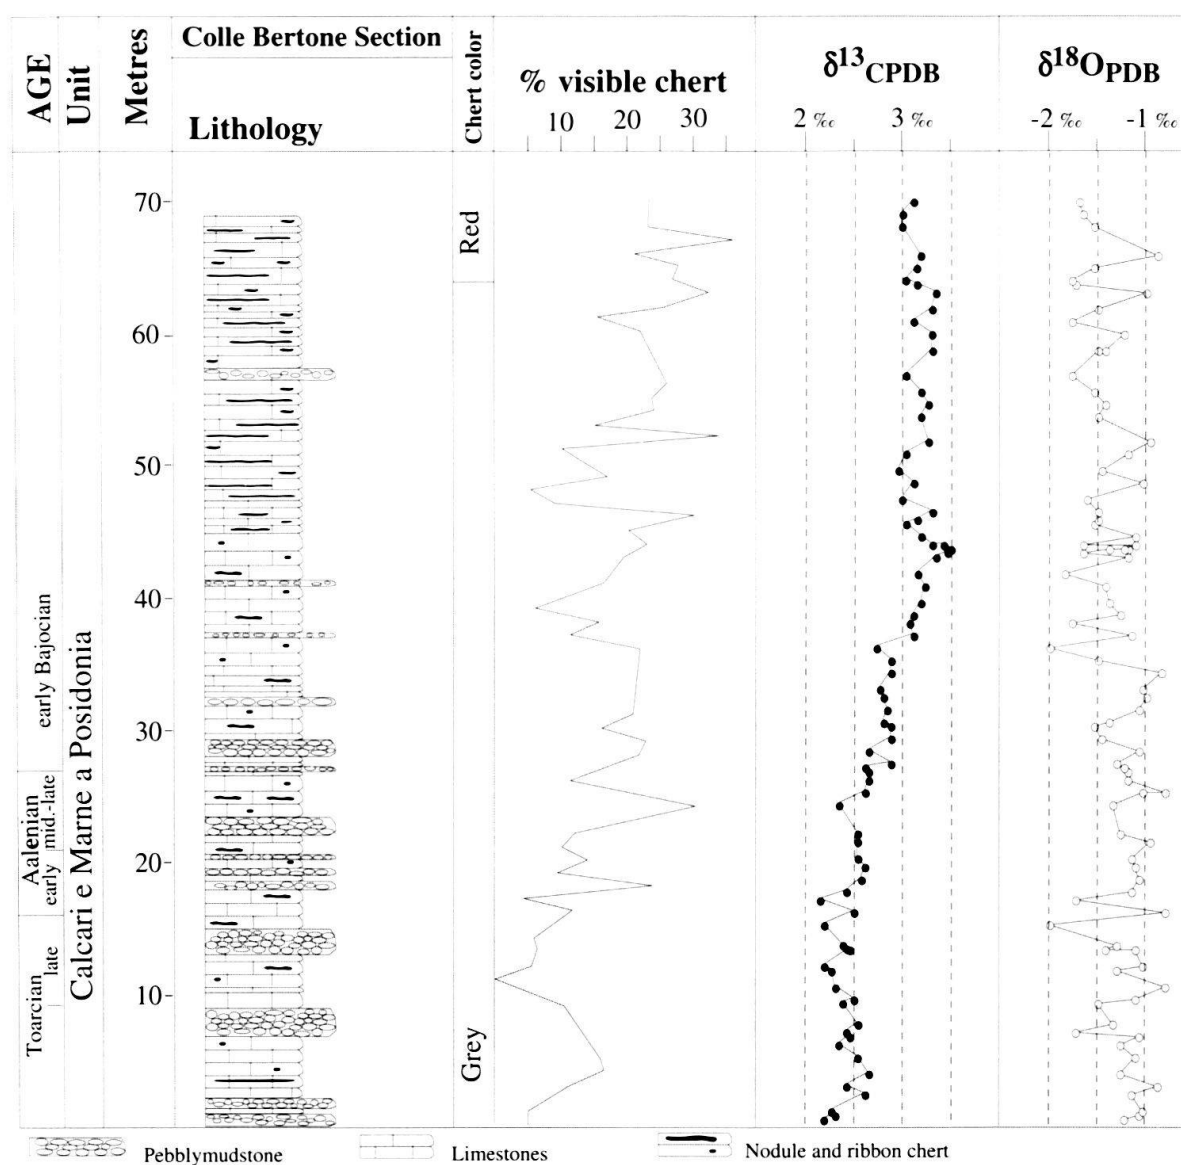 AGE
Unit
Metres
Colle Bertone Section
Lithology
Chert color
% visible chert
10 20 30
δ13CPDB
2 ‰ 3 ‰
δ18OPDB
-2 ‰ -1 ‰
70
60
50
40
30
20
10
early Bajocian
Aalenian
mid.-late
early
Toarcian
late
Calcari e Marne a Posidonia
Red
Grey
Pebblymudstone
Limestones
Nodule and ribbon chert